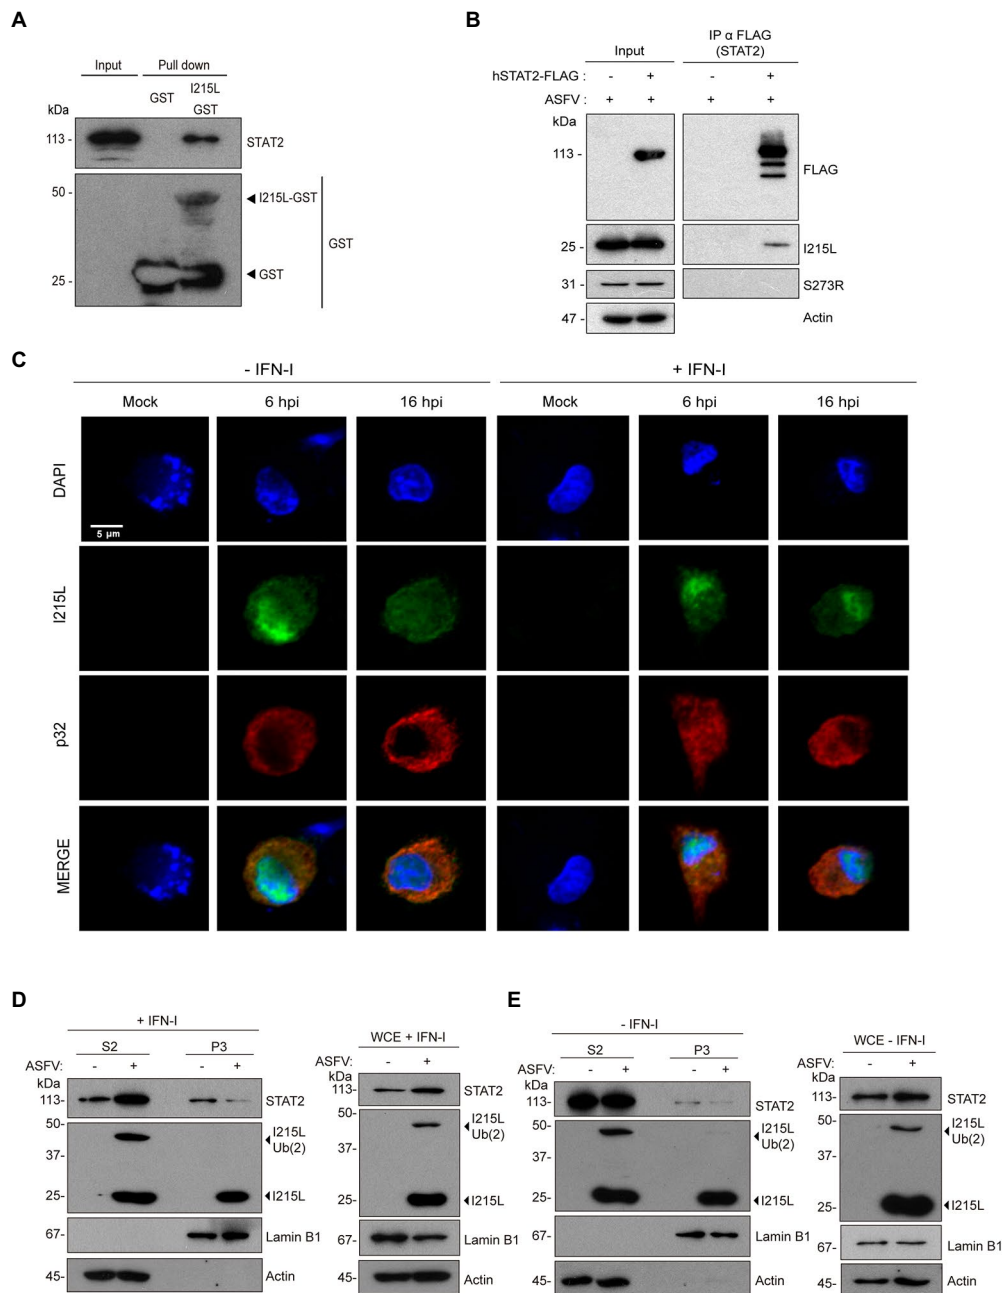 A
Input
Pull down
GST
I215L
GST
kDa
113 -
STAT2
50 -
I215L-GST
GST
25 -
GST
B
Input
IP α FLAG
(STAT2)
hSTAT2-FLAG :
-
+
-
+
ASFV :
+
+
+
+
kDa
113 -
FLAG
25 -
I215L
31 -
S273R
47 -
Actin
C
- IFN-I
+ IFN-I
Mock
6 hpi
16 hpi
Mock
6 hpi
16 hpi
DAPI
5 μm
I215L
p32
MERGE
D
+ IFN-I
S2
P3
ASFV:
-
+
-
+
kDa
113-
STAT2
50-
I215L
Ub(2)
37-
25-
I215L
67-
Lamin B1
45-
Actin
WCE + IFN-I
ASFV:
-
+
kDa
113-
STAT2
50-
I215L
Ub(2)
37-
25-
I215L
67-
Lamin B1
45-
Actin
E
- IFN-I
S2
P3
ASFV:
-
+
-
+
kDa
113-
STAT2
50-
I215L
Ub(2)
37-
25-
I215L
67-
Lamin B1
45-
Actin
WCE - IFN-I
ASFV:
-
+
kDa
113-
STAT2
50-
I215L
Ub(2)
37-
25-
I215L
67-
Lamin B1
45-
Actin